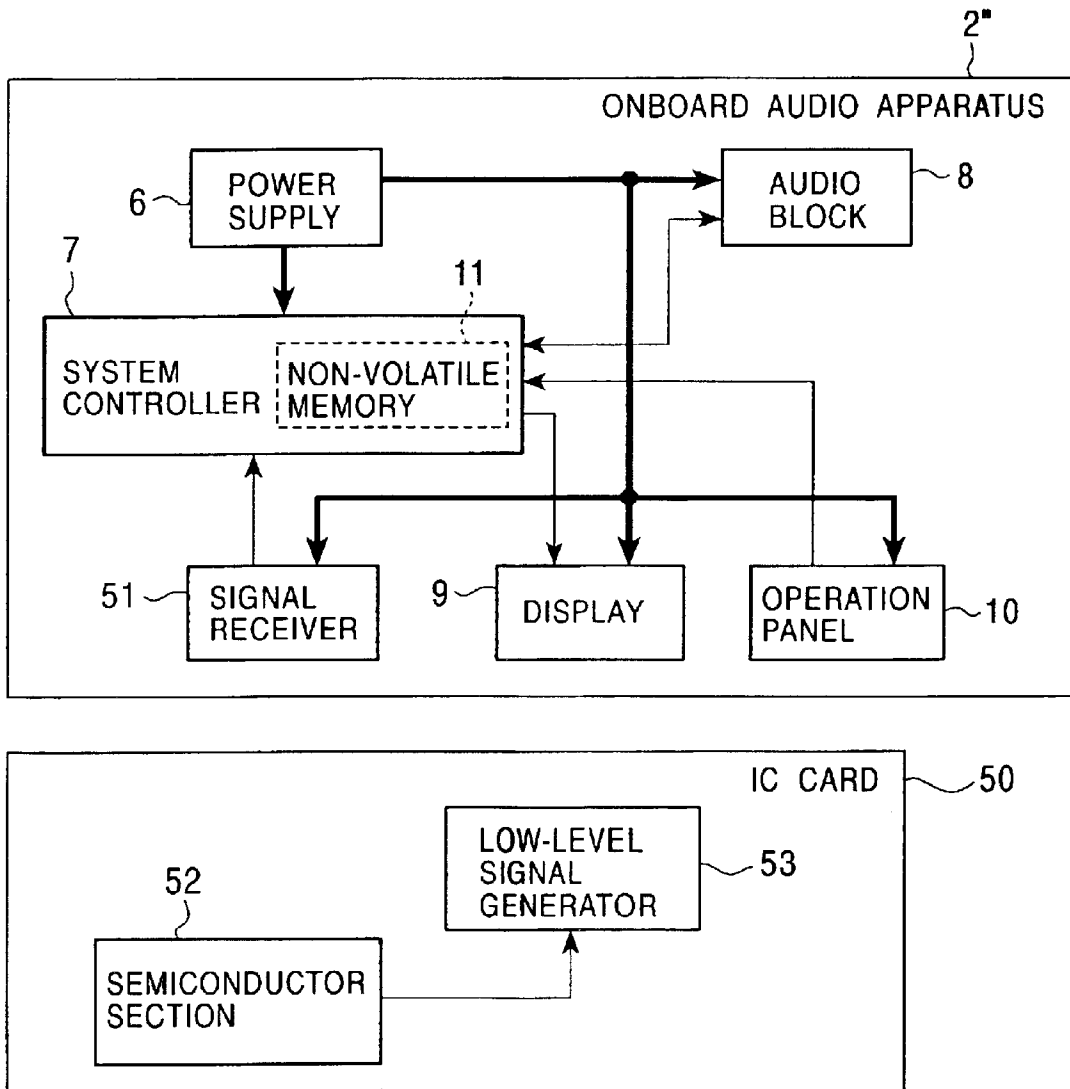 2"
ONBOARD AUDIO APPARATUS
POWER
SUPPLY
6
AUDIO
BLOCK
8
7
11
SYSTEM
CONTROLLER
NON-VOLATILE
MEMORY
51
SIGNAL
RECEIVER
9
DISPLAY
OPERATION
PANEL
10
IC CARD
50
LOW-LEVEL
SIGNAL
GENERATOR
53
52
SEMICONDUCTOR
SECTION